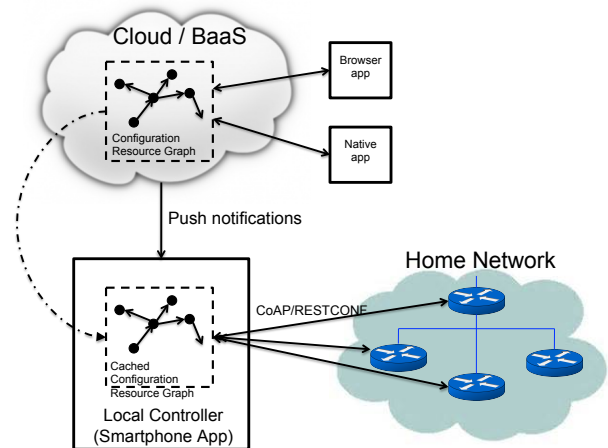 Cloud / BaaS
Configuration
Resource Graph
Browser
app
Native
app
Push notifications
Home Network
CoAP/RESTCONF
Cached
Configuration
Resource Graph
Local Controller
(Smartphone App)